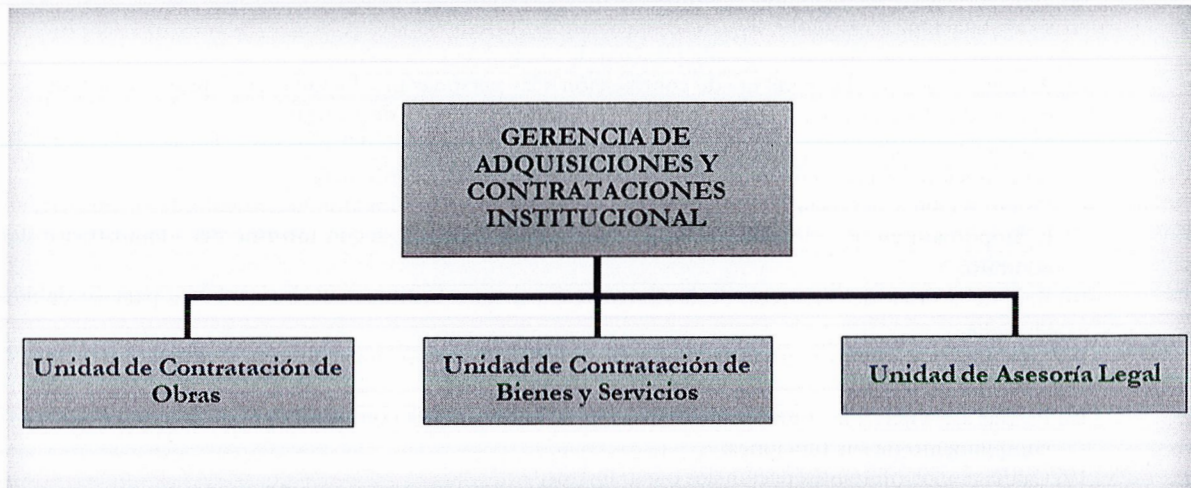 GERENCIA DE
ADQUISICIONES Y
CONTRATACIONES
INSTITUCIONAL
Unidad de Contratación de
Obras
Unidad de Contratación de
Bienes y Servicios
Unidad de Asesoría Legal